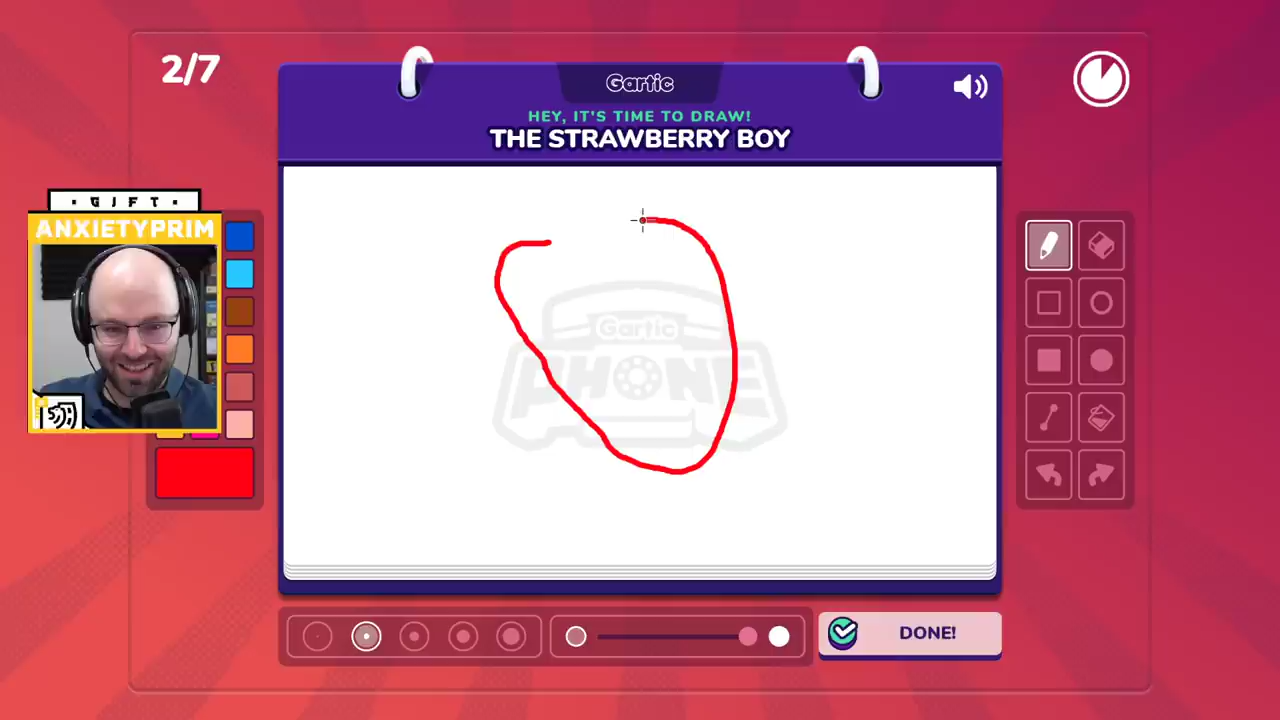 2/7
Gartic
HEY, IT'S TIME TO DRAW!
THE STRAWBERRY BOY
GIFT
ANXIETYPRIM
Gartic
PHONE
DONE!